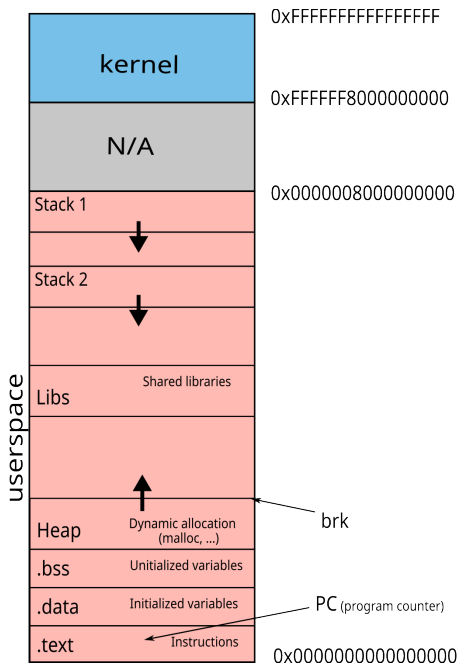 0xFFFFFFFFFFFFFFFF
kernel
0xFFFFFF8000000000
N/A
0x0000008000000000
Stack 1
Stack 2
userspace
Shared libraries
Libs
brk
Heap
Dynamic allocation
(malloc, ...)
.bss
Unitialized variables
.data
Initialized variables
PC (program counter)
.text
Instructions
0x0000000000000000